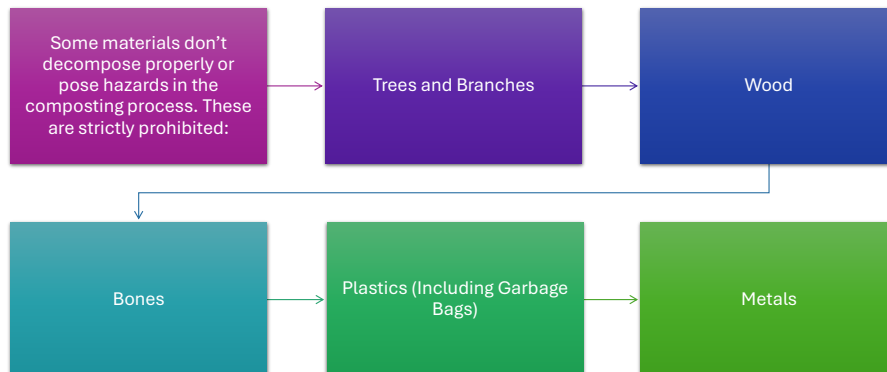 Some materials don’t
decompose properly or
pose hazards in the
composting process. These
are strictly prohibited:
Trees and Branches
Wood
Bones
Plastics (Including Garbage
Bags)
Metals